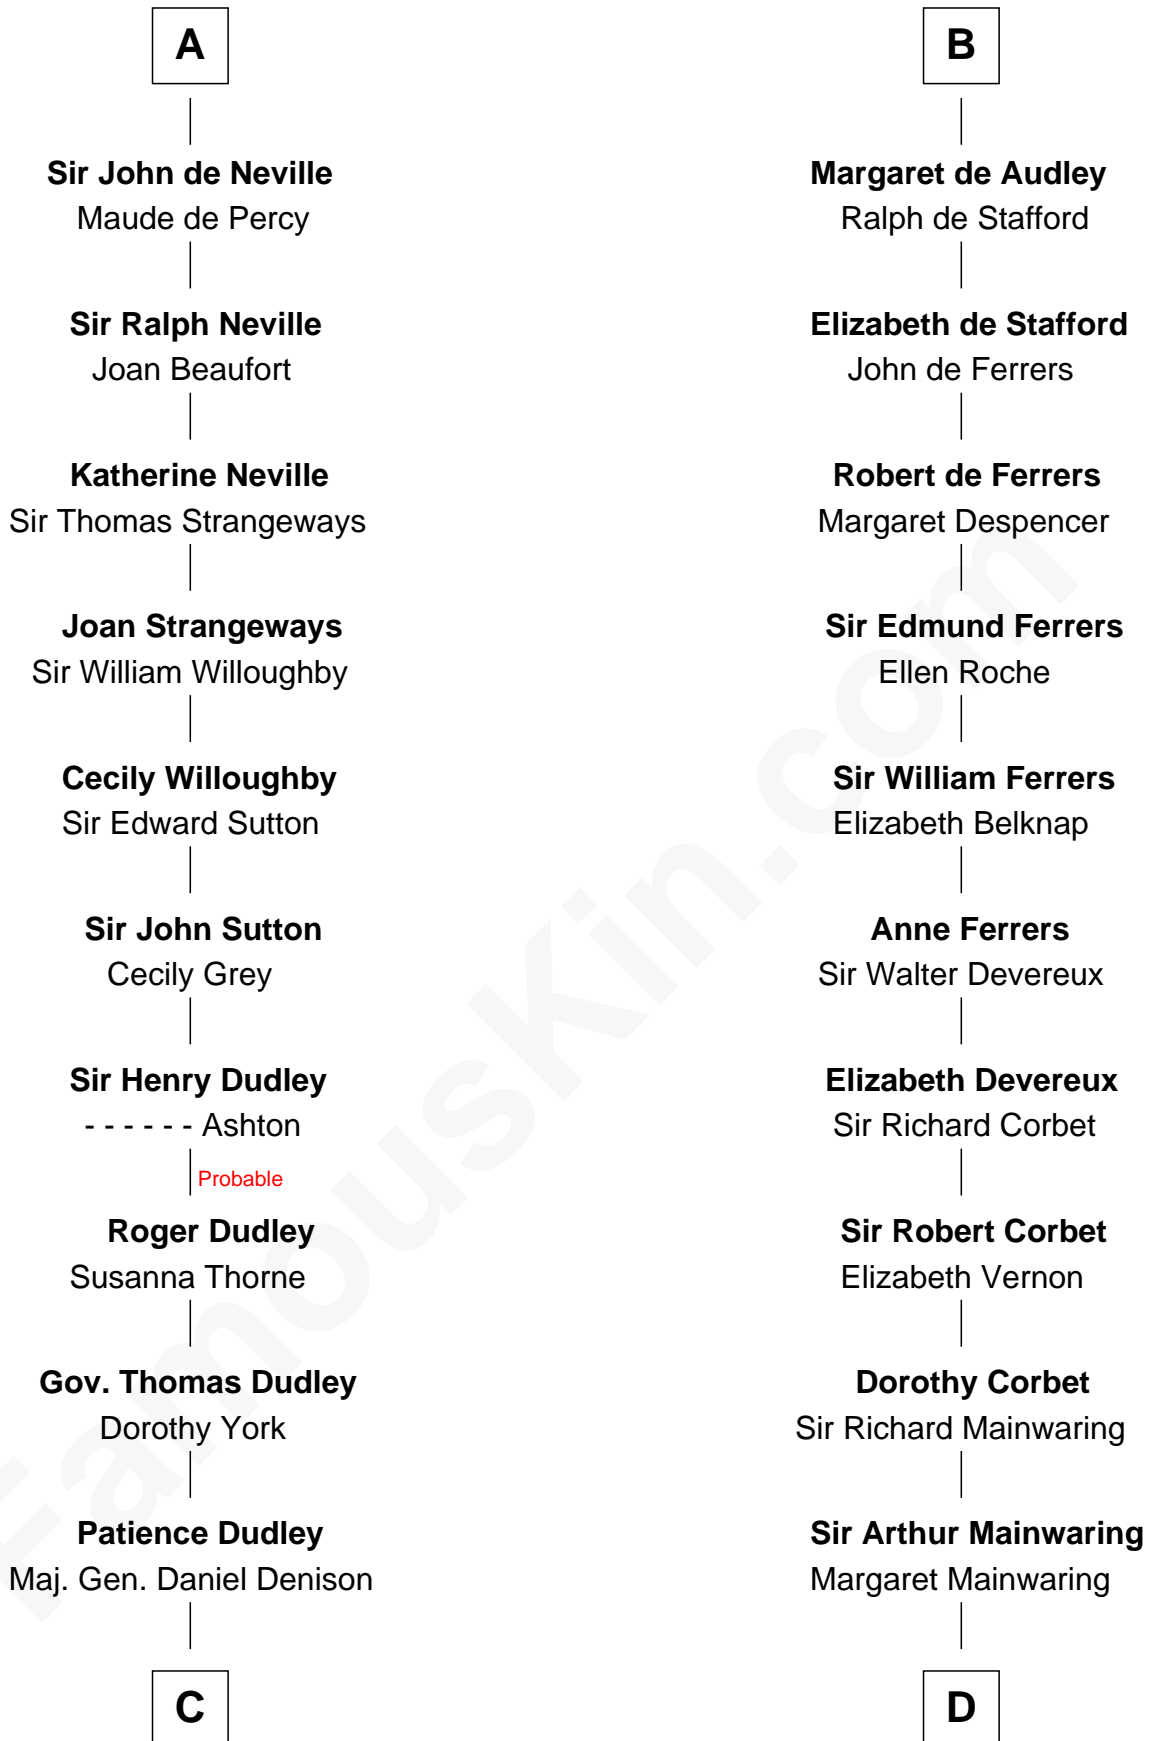 A
Sir John de Neville
Maude de Percy
Sir Ralph Neville
Joan Beaufort
Katherine Neville
Sir Thomas Strangeways
Joan Strangeways
Sir William Willoughby
Cecily Willoughby
Sir Edward Sutton
Sir John Sutton
Cecily Grey
Sir Henry Dudley
- - - - - - Ashton
Probable
Roger Dudley
Susanna Thorne
Gov. Thomas Dudley
Dorothy York
Patience Dudley
Maj. Gen. Daniel Denison
C
B
Margaret de Audley
Ralph de Stafford
Elizabeth de Stafford
John de Ferrers
Robert de Ferrers
Margaret Despencer
Sir Edmund Ferrers
Ellen Roche
Sir William Ferrers
Elizabeth Belknap
Anne Ferrers
Sir Walter Devereux
Elizabeth Devereux
Sir Richard Corbet
Sir Robert Corbet
Elizabeth Vernon
Dorothy Corbet
Sir Richard Mainwaring
Sir Arthur Mainwaring
Margaret Mainwaring
D
FamousKin.com